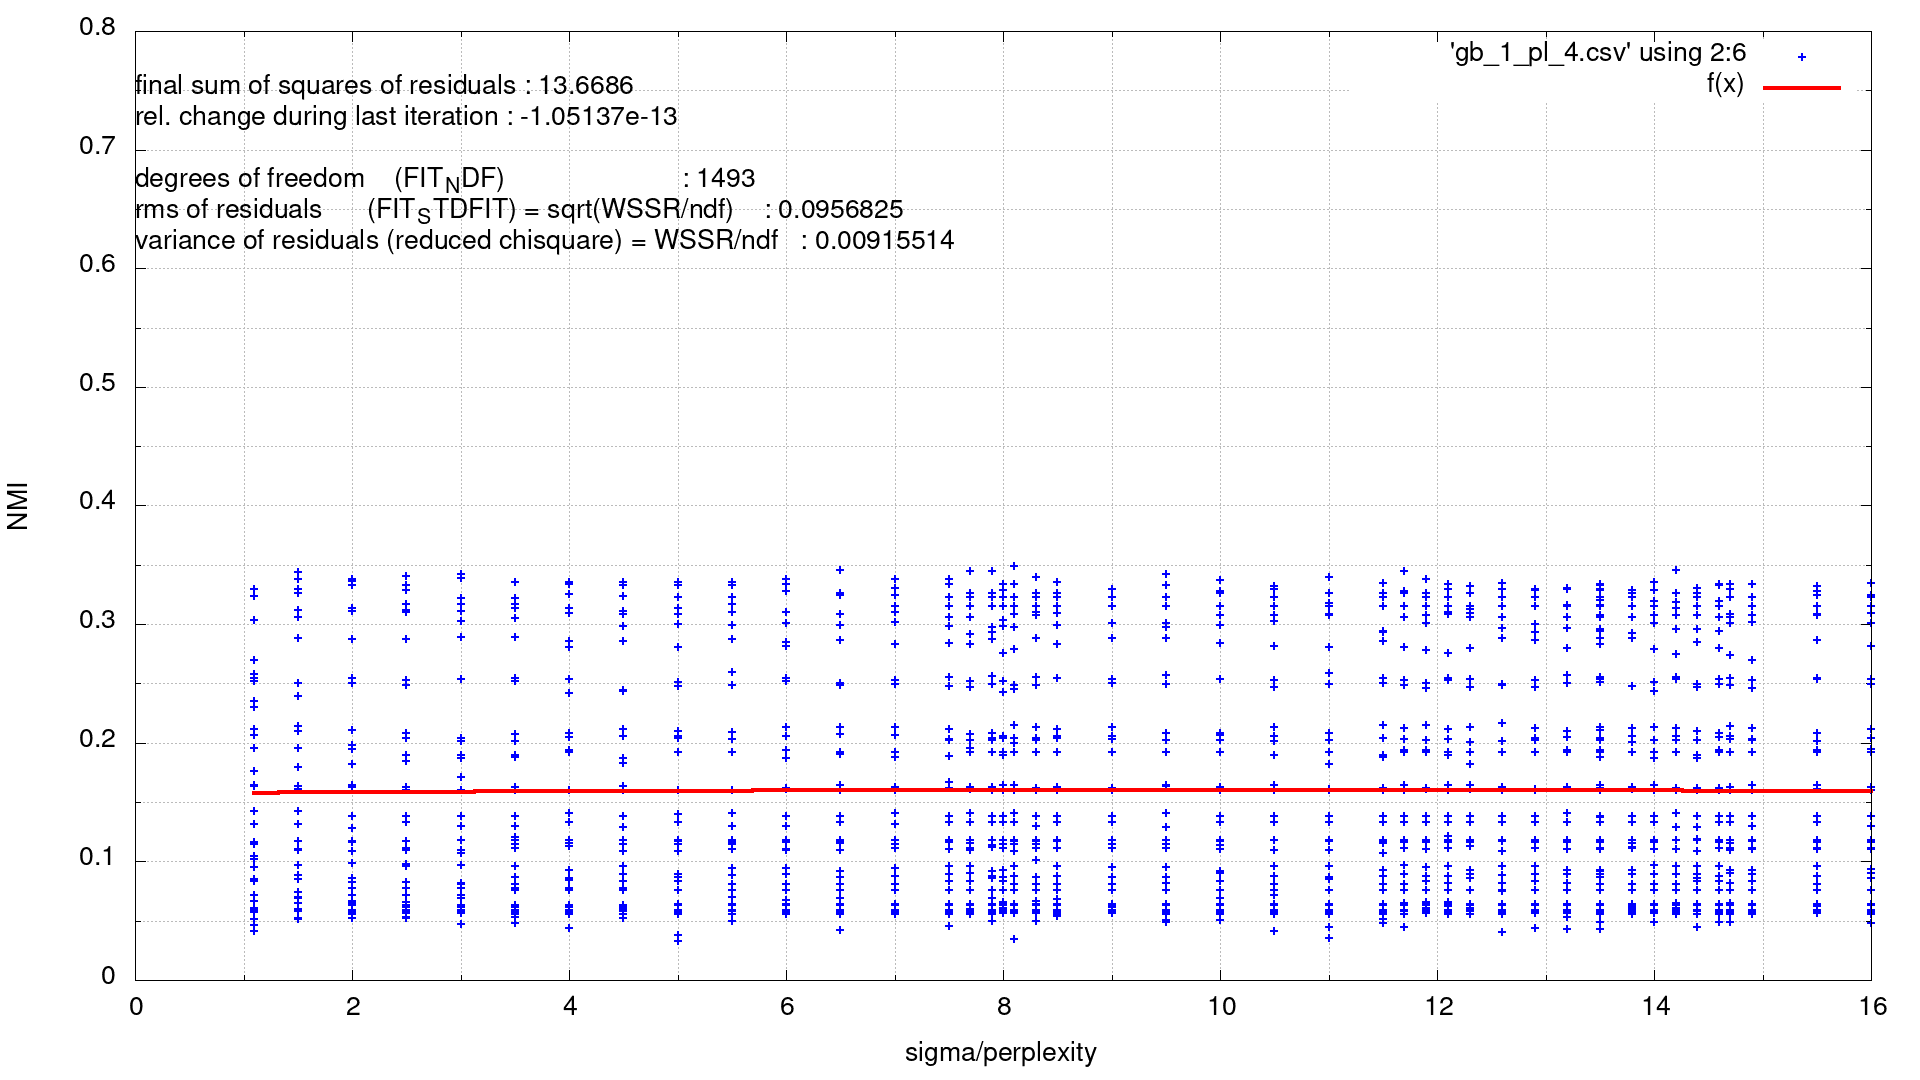 0.8
'gb_1_pl_4.csv' using 2:6
f(x)
final sum of squares of residuals : 13.6686
rel. change during last iteration : -1.05137e-13
0.7
degrees of freedom (FIT_NDF) : 1493
rms of residuals (FIT_STDFIT) = sqrt(WSSR/ndf) : 0.0956825
variance of residuals (reduced chisquare) = WSSR/ndf : 0.00915514
0.6
0.5
0.4
NMI
0.3
0.2
0.1
0
0 2 4 6 8 10 12 14 16
sigma/perplexity